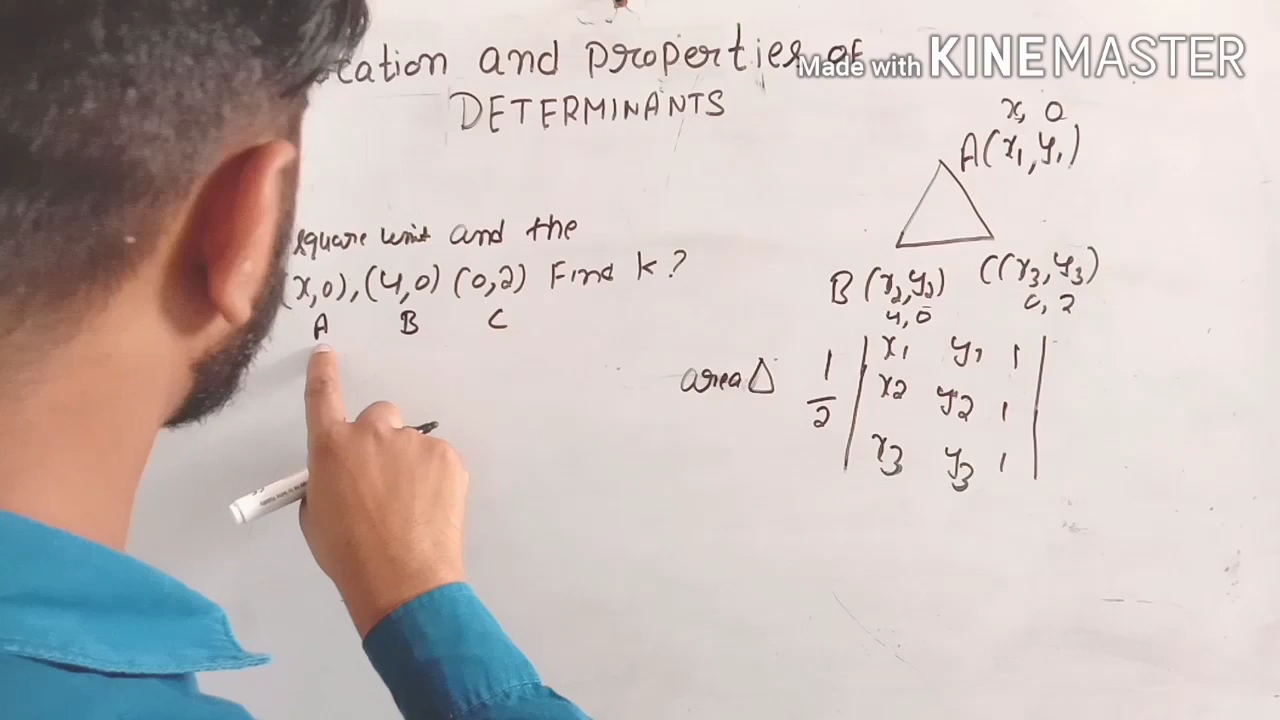 cation and properties of
DETERMINANTS
Made with KINEMASTER
x, 0
A(x1, y1)
square unit and the
(x,0), (4,0) (0,2) Find k?
A B C
B (x2, y2) C(x3, y3)
4, 0 0, 2
area Δ 1/2 | x1 y1 1 |
x2 y2 1
x3 y3 1